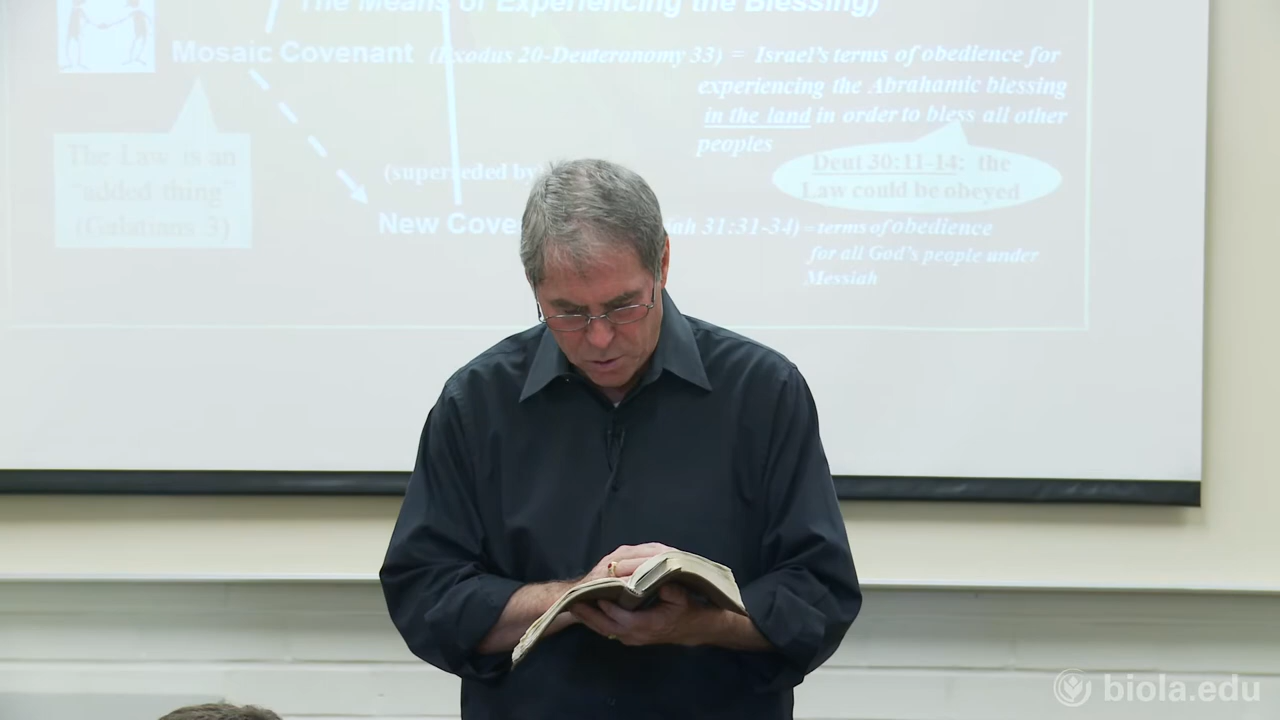 The Means of Experiencing the Blessing)
Mosaic Covenant (Exodus 20-Deuteronomy 33) = Israel's terms of obedience for
experiencing the Abrahamic blessing
in the land in order to bless all other
peoples
The Law is an
"added thing"
(Galatians 3)
Deut 30:11-14: the
Law could be obeyed
(superseded by
New Cove iah 31:31-34) = terms of obedience
for all God's people under
Messiah
biola.edu